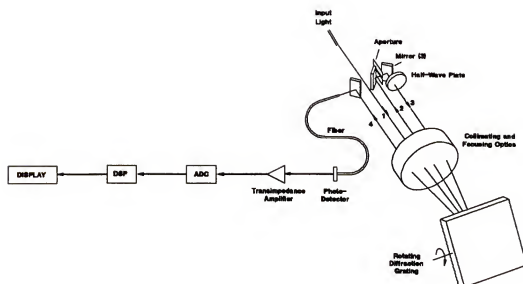 Input
Light
Aperture
Mirror (3)
Half-Wave Plate
4
1
2
3
Fiber
Collimating and
Focusing Optics
DISPLAY
DSP
ADC
Transimpedance
Amplifier
Photo-
Detector
Rotating
Diffraction
Grating